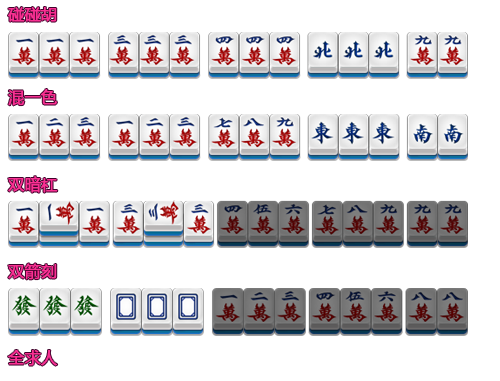 碰碰胡
一萬 一萬 一萬 三萬 三萬 三萬 四萬 四萬 四萬 北 北 北 九萬 九萬
混一色
一萬 二萬 三萬 一萬 二萬 三萬 七萬 八萬 九萬 東 東 東 南 南
双暗杠
一萬 一萬 一萬 三萬 三萬 三萬 四萬 伍萬 六萬 七萬 八萬 九萬 九萬 九萬
双箭刻
發 發 發 一萬 二萬 三萬 四萬 伍萬 六萬 八萬 八萬
全求人